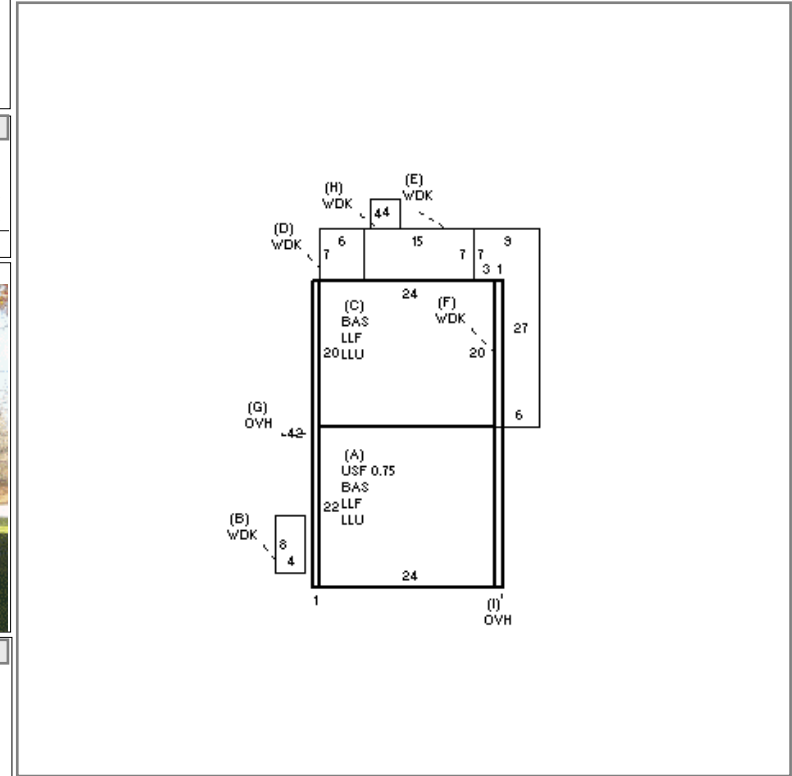 (E)
WDK
(H)
WDK
44
(D)
WDK
6
15
9
7
7
7
3
1
24
(C)
BAS
LLF
LLU
(F)
WDK
27
20
20
6
(G)
OVH
42
(A)
USF 0.75
BAS
LLF
LLU
22
(B)
WDK
8
4
24
1
(I)
OVH